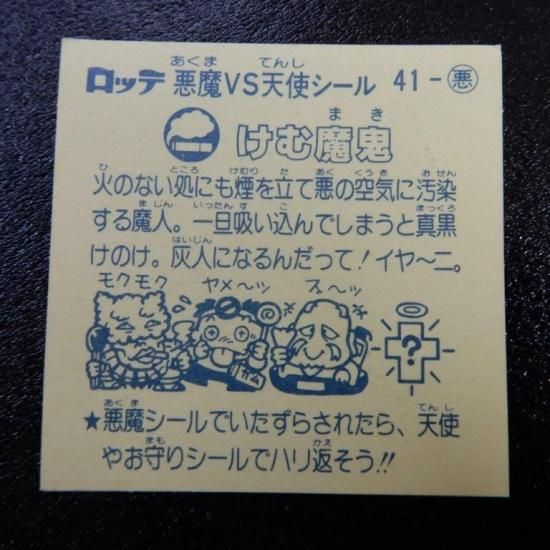 ロッテ 悪魔VS天使シール 41-悪
けむ魔鬼
火のない処にも煙を立て悪の空気に汚染
する魔人。一旦吸い込んでしまうと真黒
けのけ。灰人になるんだって!イヤ〜ニ。
モクモク ヤメ〜ッ ズ〜ッ
?
★悪魔シールでいたずらされたら、天使
やお守りシールでハリ返そう!!